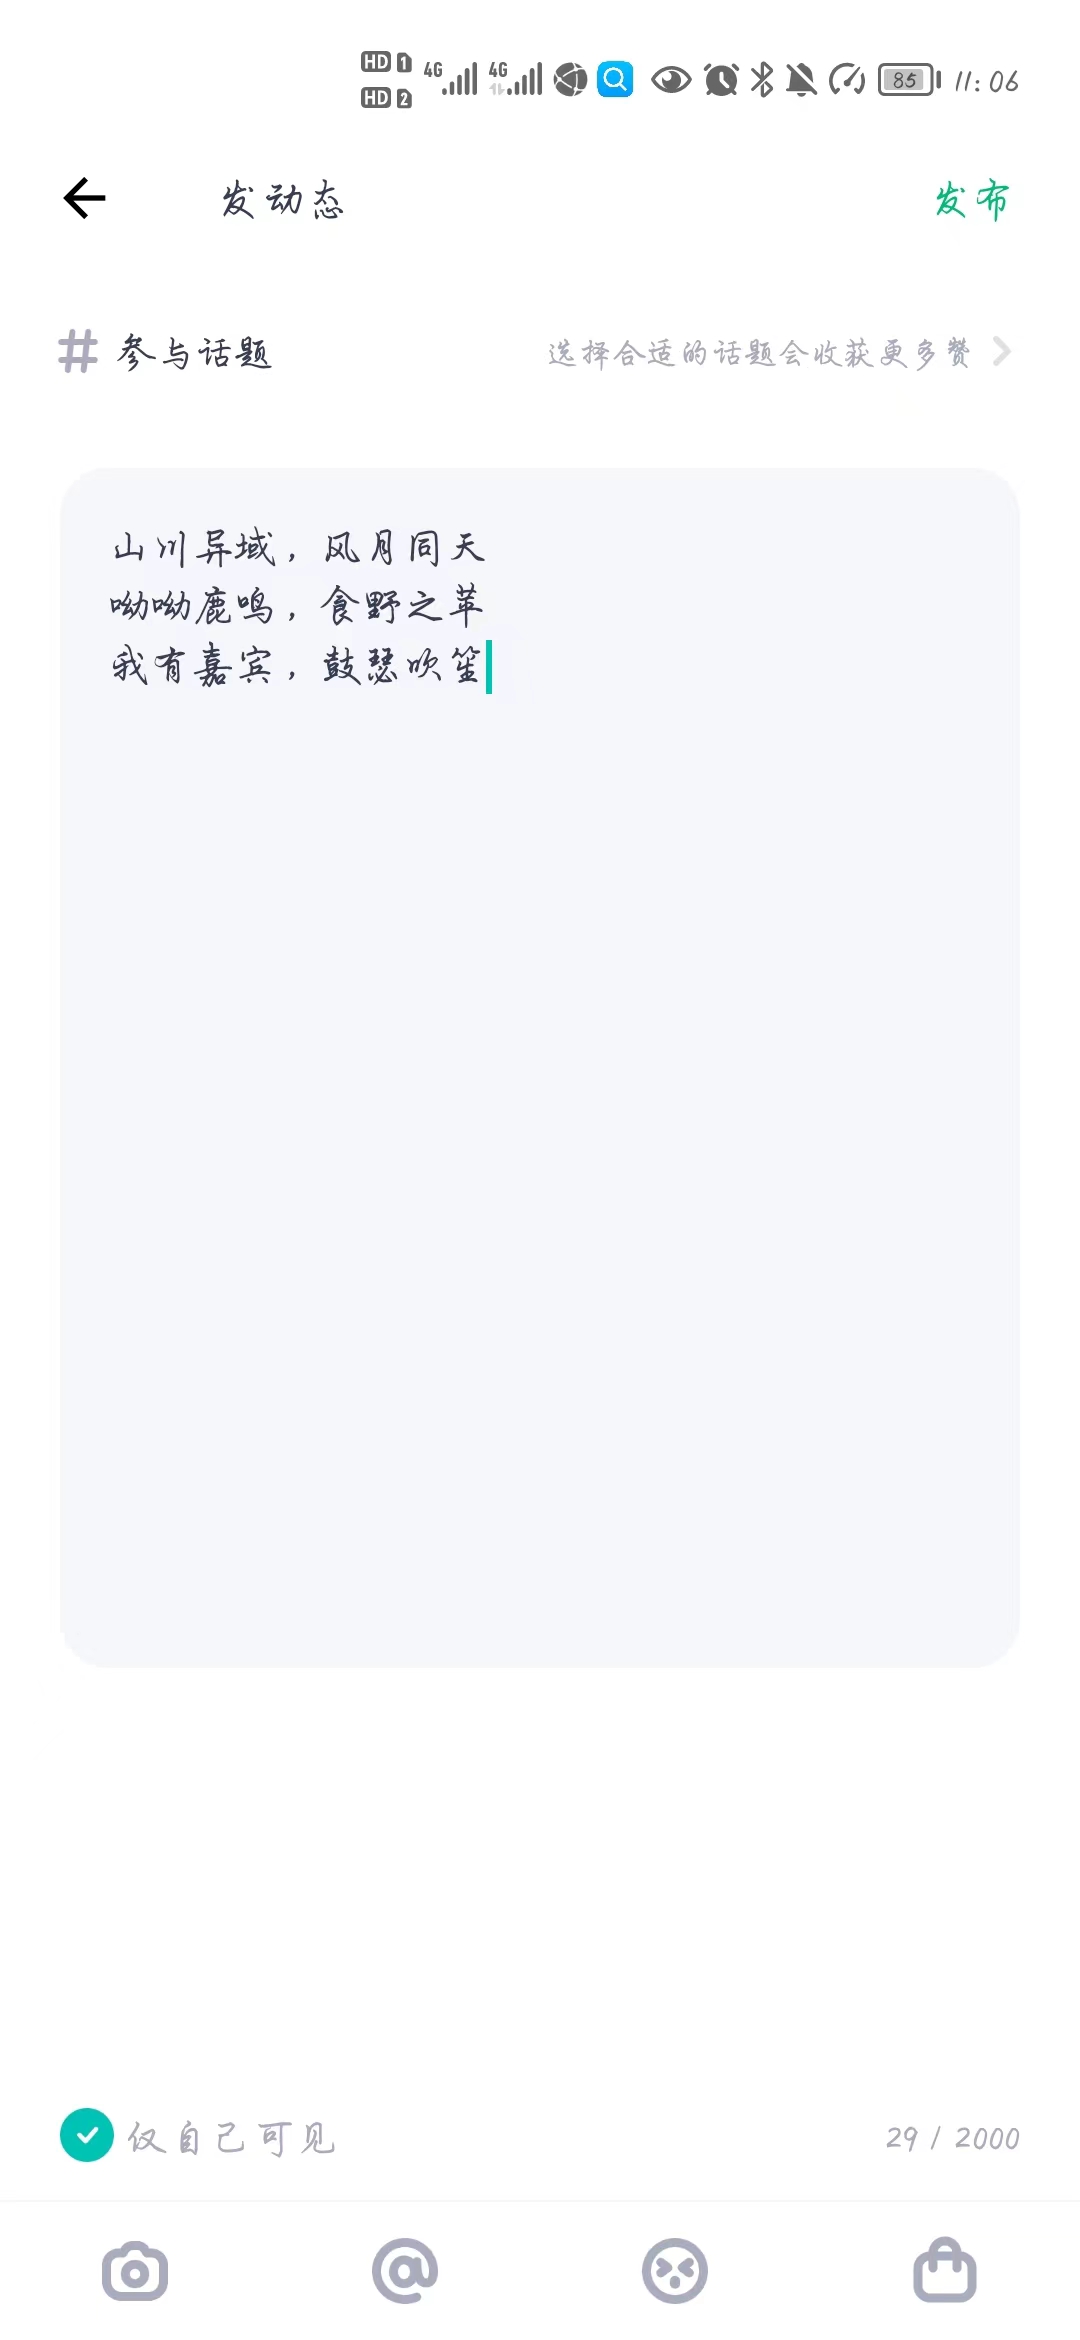 HD 1 4G 4G 85 11:06
HD 2
发动态 发布
# 参与话题 选择合适的话题会收获更多赞
山川异域，风月同天
呦呦鹿鸣，食野之苹
我有嘉宾，鼓瑟吹笙
仅自己可见 29 / 2000